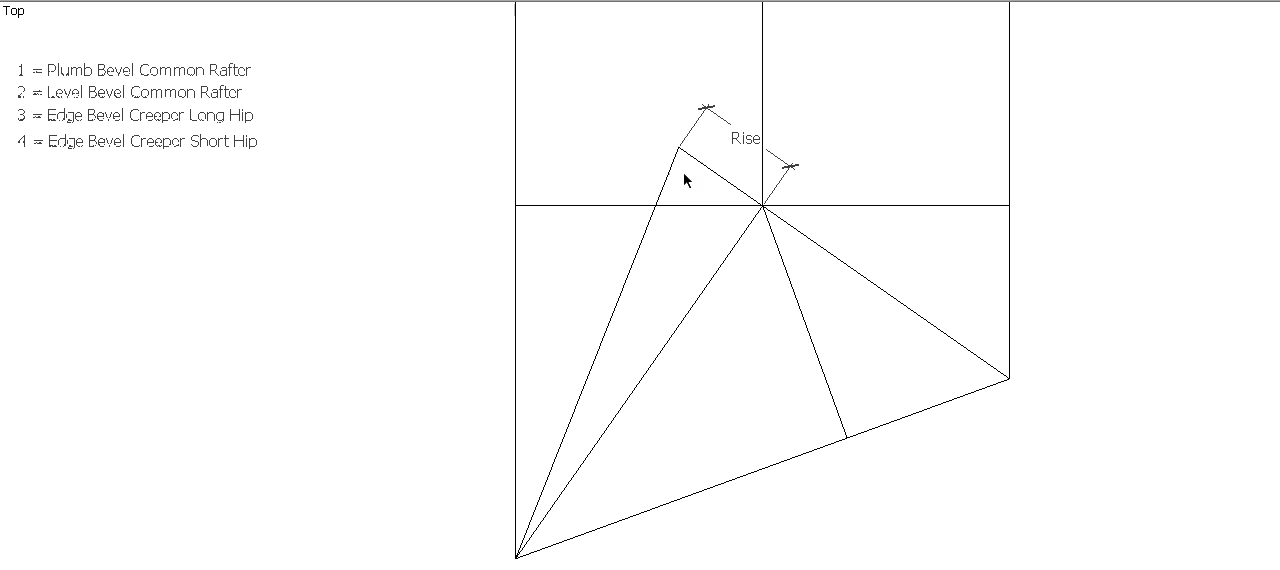 Top
1 = Plumb Bevel Common Rafter
2 = Level Bevel Common Rafter
3 = Edge Bevel Creeper Long Hip
4 = Edge Bevel Creeper Short Hip
Rise